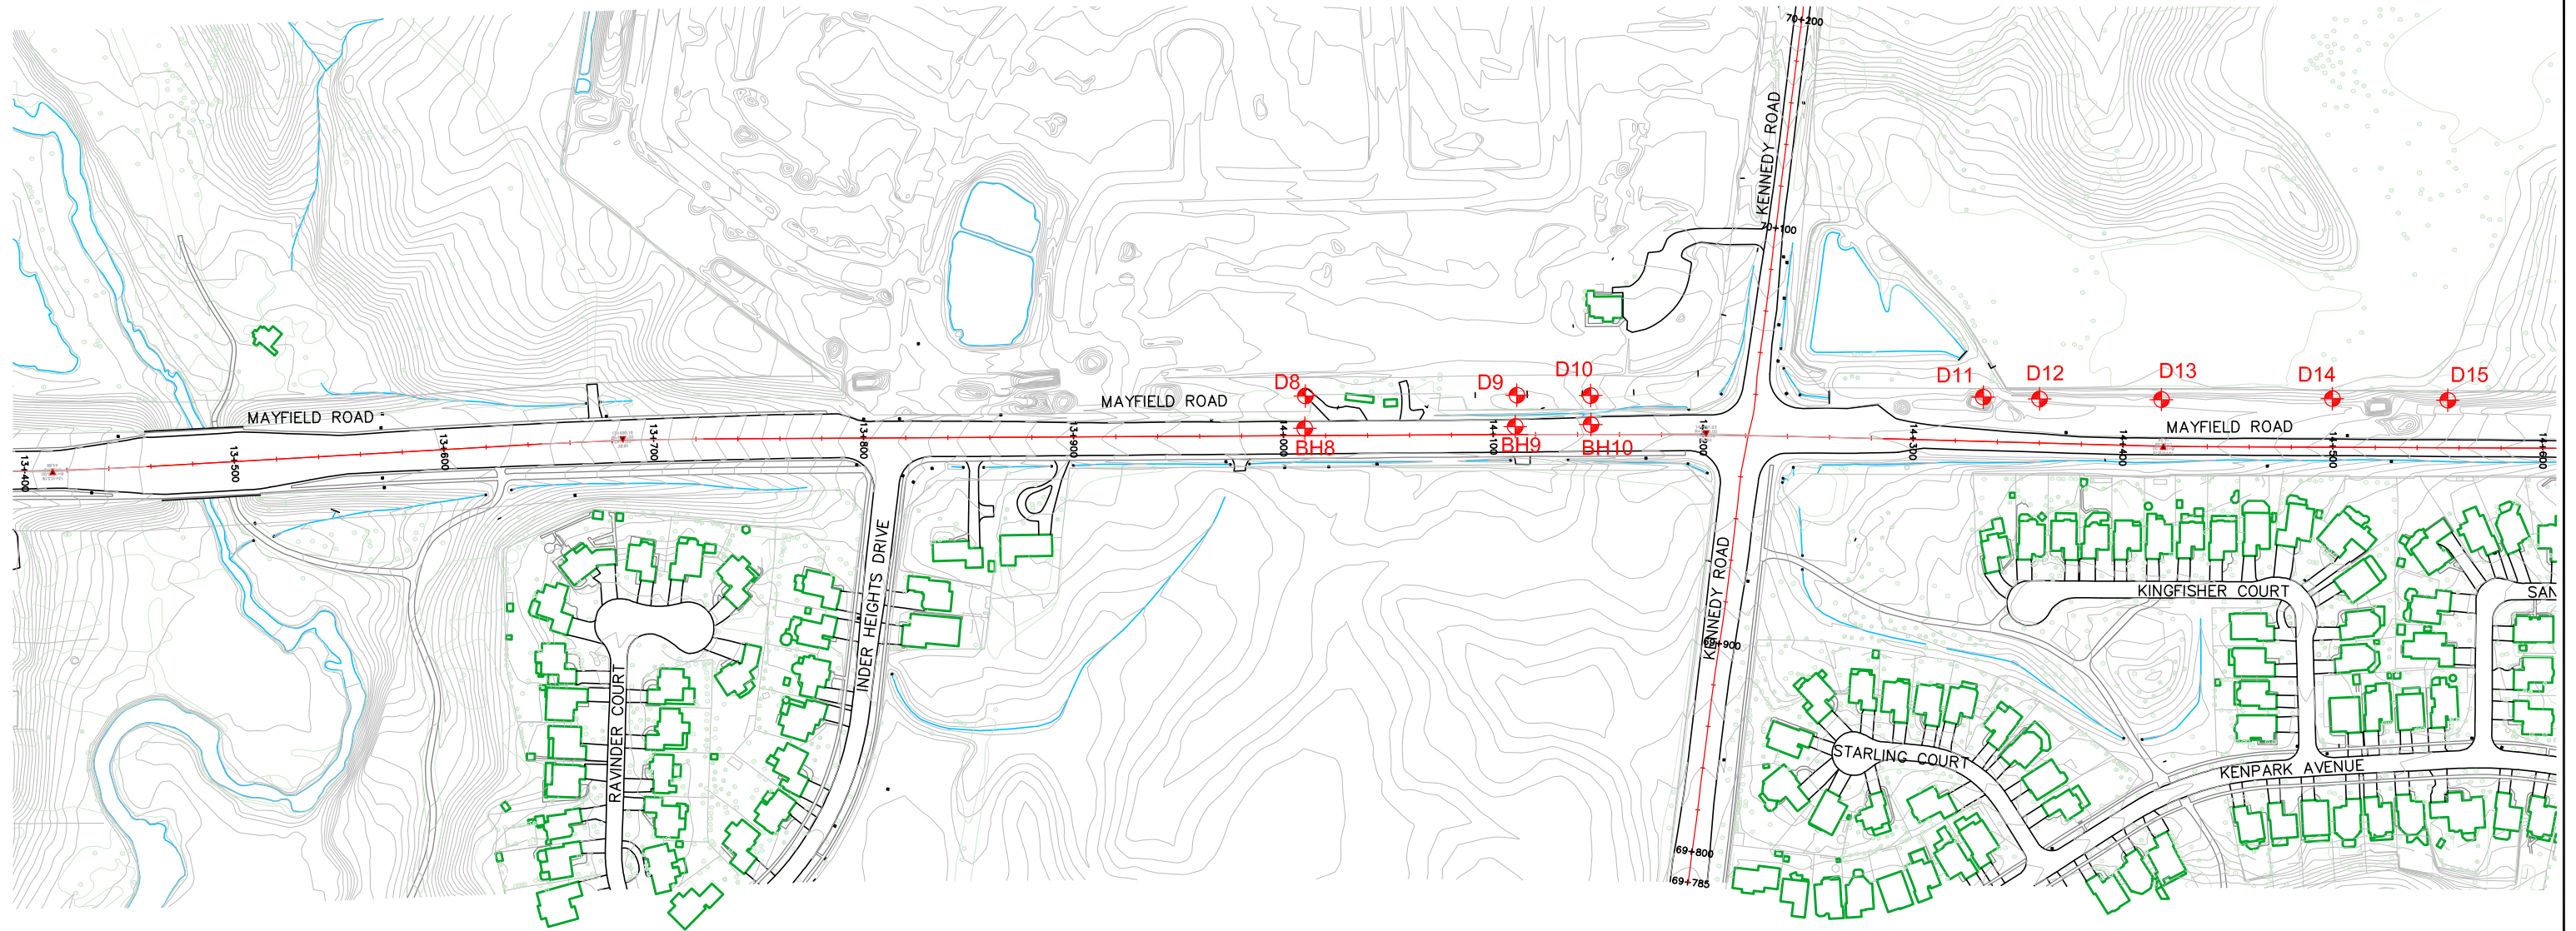 70+200
KENNEDY ROAD
70+100
MAYFIELD ROAD
MAYFIELD ROAD
MAYFIELD ROAD
D8
D9
D10
D11
D12
D13
D14
D15
BH8
BH9
BH10
13+400
13+500
13+600
13+700
13+800
13+900
14+000
14+100
14+200
14+300
14+400
14+500
14+600
INDER HEIGHTS DRIVE
RAVINDER COURT
KENNEDY ROAD
69+900
69+800
69+785
KINGFISHER COURT
SAN
STARLING COURT
KENPARK AVENUE